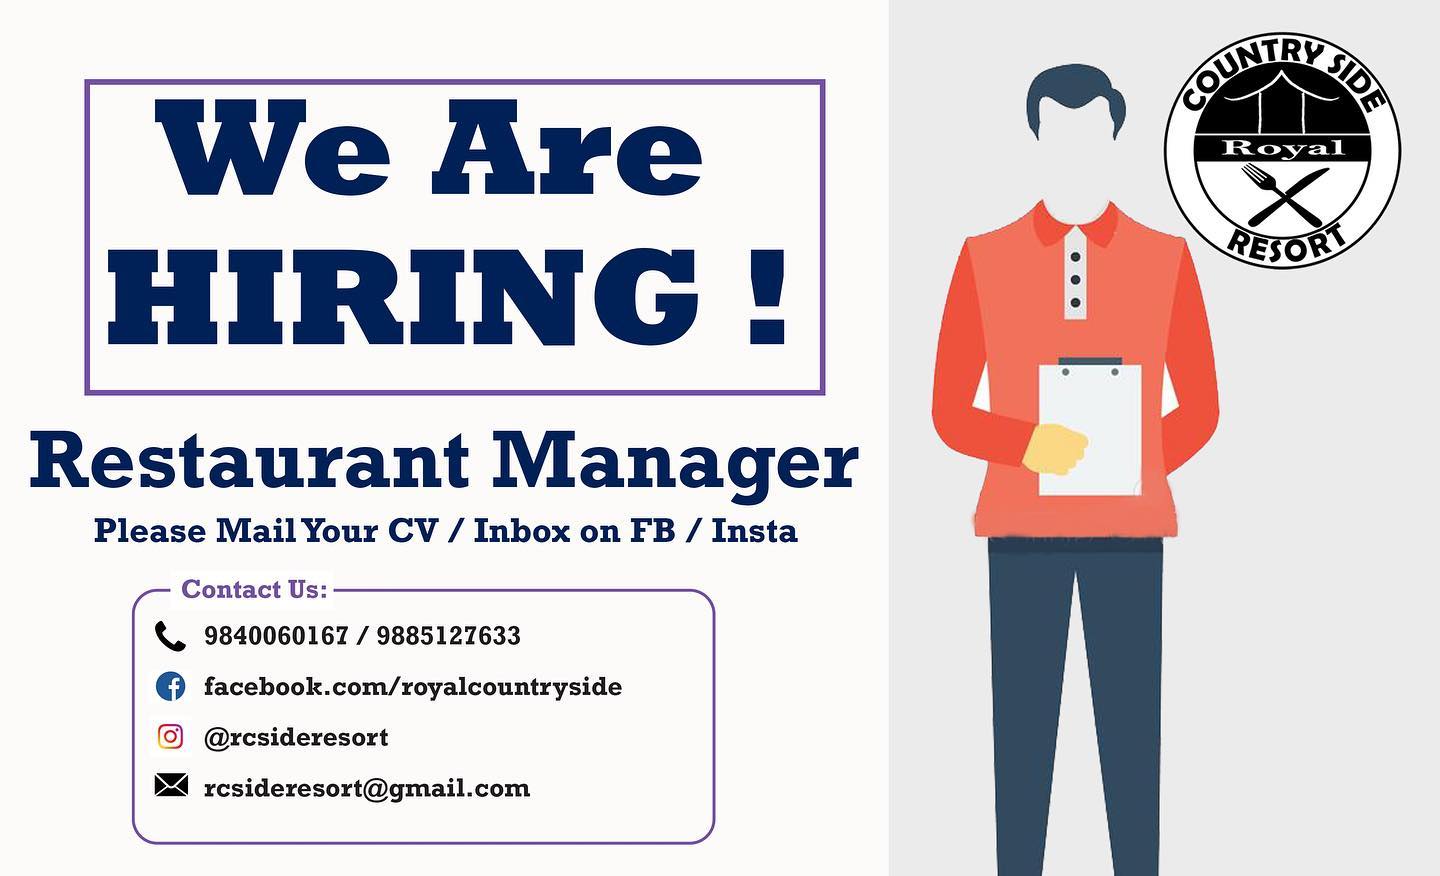 We Are
HIRING !
Restaurant Manager
Please Mail Your CV / Inbox on FB / Insta
Contact Us:
9840060167 / 9885127633
facebook.com/royalcountryside
@rcsideresort
rcsideresort@gmail.com
COUNTRY SIDE
Royal
RESORT